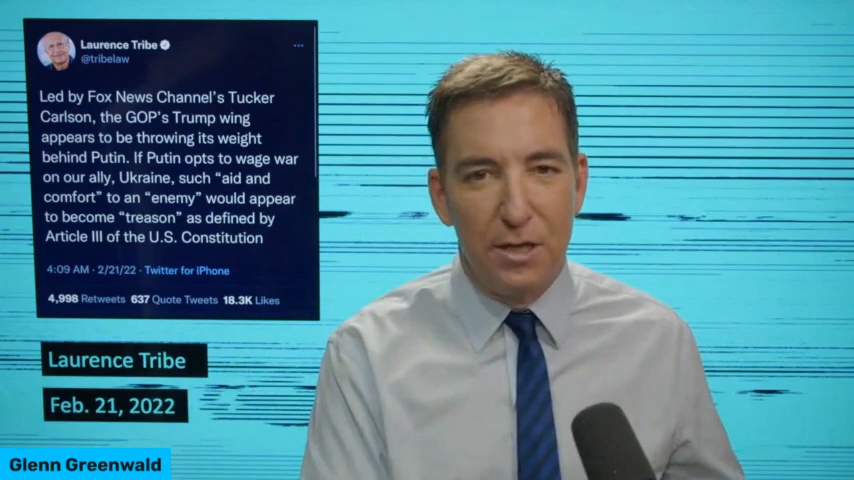 Laurence Tribe
@tribelaw
Led by Fox News Channel's Tucker
Carlson, the GOP's Trump wing
appears to be throwing its weight
behind Putin. If Putin opts to wage war
on our ally, Ukraine, such “aid and
comfort” to an “enemy” would appear
to become “treason” as defined by
Article III of the U.S. Constitution
4:09 AM · 2/21/22 · Twitter for iPhone
4,998 Retweets 637 Quote Tweets 18.3K Likes
Laurence Tribe
Feb. 21, 2022
Glenn Greenwald